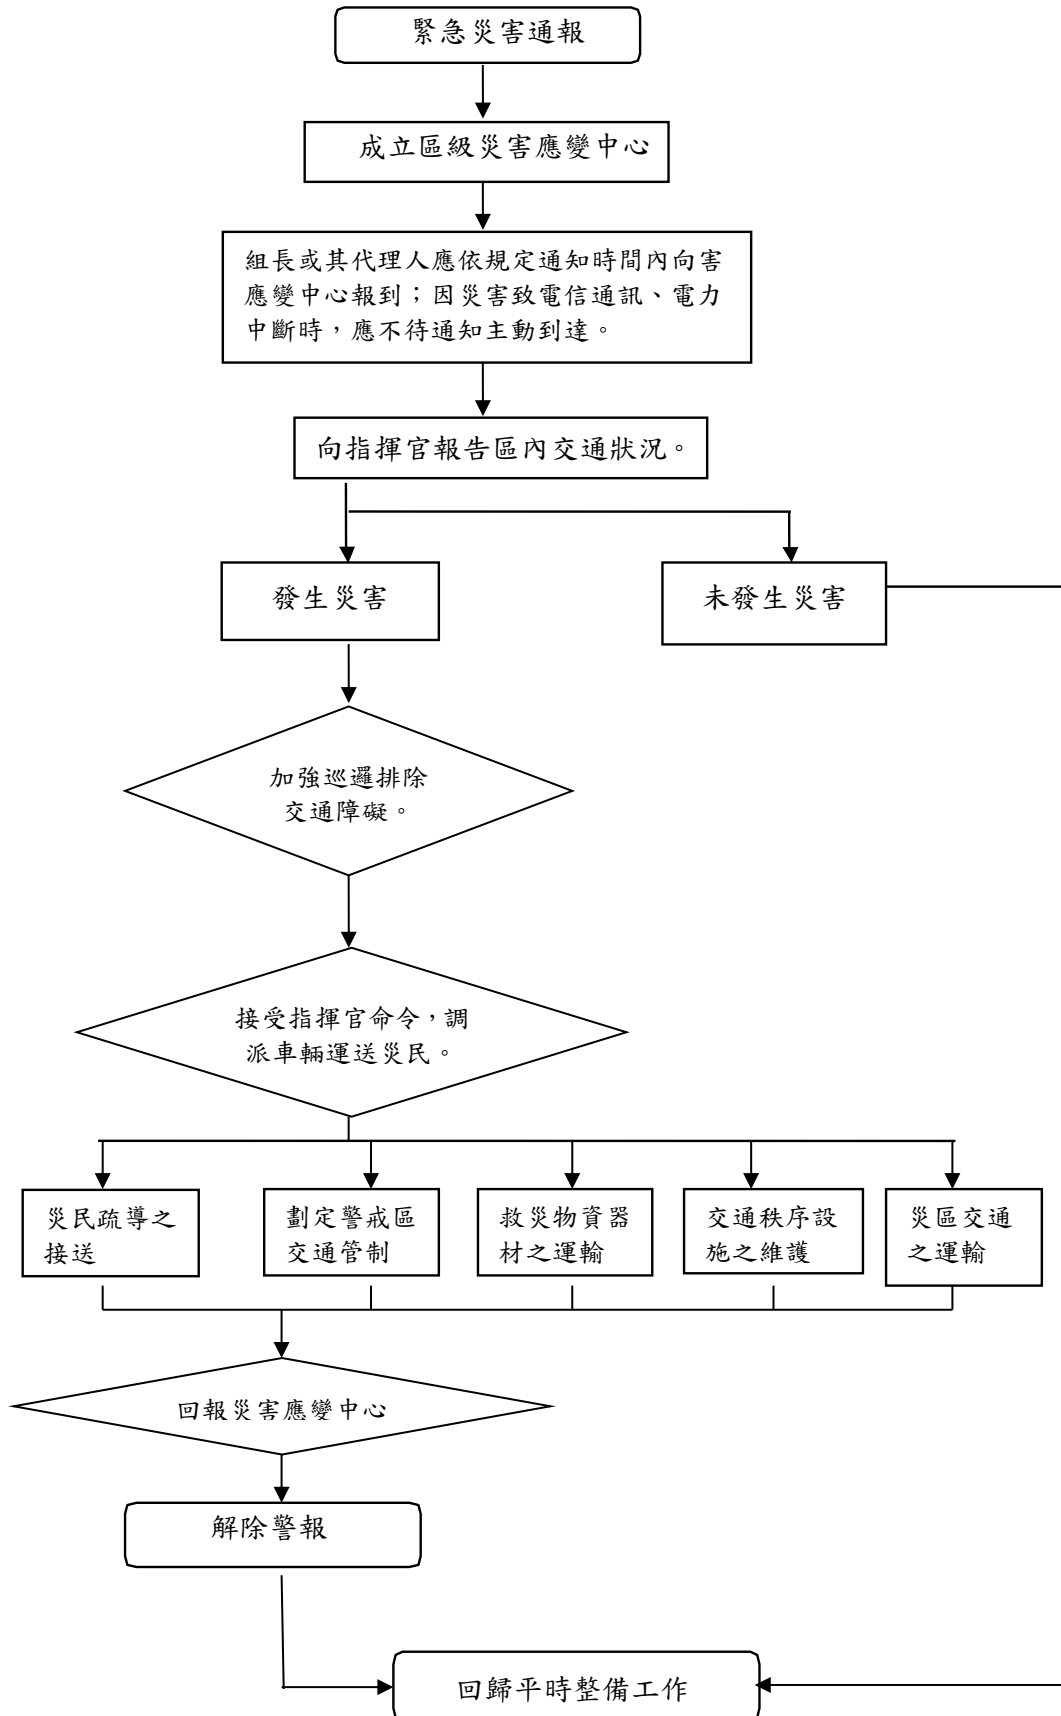 緊急災害通報
成立區級災害應變中心
組長或其代理人應依規定通知時間內向害
應變中心報到；因災害致電信通訊、電力
中斷時，應不待通知主動到達。
向指揮官報告區內交通狀況。
發生災害
未發生災害
加強巡邏排除
交通障礙。
接受指揮官命令，調
派車輛運送災民。
災民疏導之
接送
劃定警戒區
交通管制
救災物資器
材之運輸
交通秩序設
施之維護
災區交通
之運輸
回報災害應變中心
解除警報
回歸平時整備工作